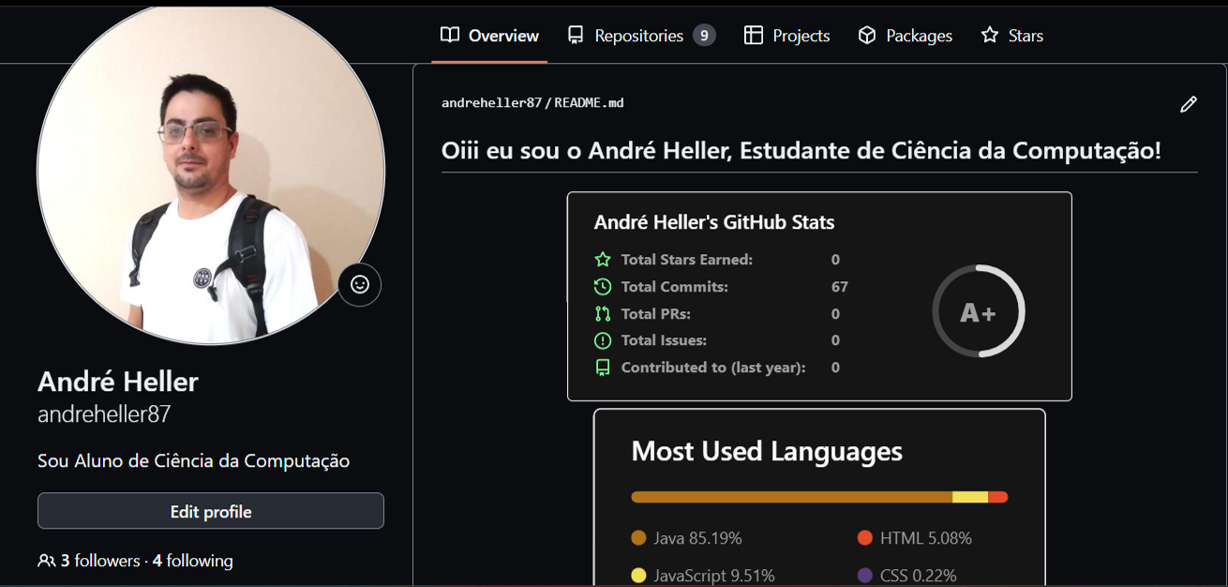 Overview Repositories 9 Projects Packages Stars
andreheller87/README.md
Oiii eu sou o André Heller, Estudante de Ciência da Computação!
André Heller's GitHub Stats
Total Stars Earned: 0
Total Commits: 67
Total PRs: 0
Total Issues: 0
Contributed to (last year): 0
A+
Most Used Languages
Java 85.19% HTML 5.08%
JavaScript 9.51% CSS 0.22%
André Heller
andreheller87
Sou Aluno de Ciência da Computação
Edit profile
3 followers · 4 following